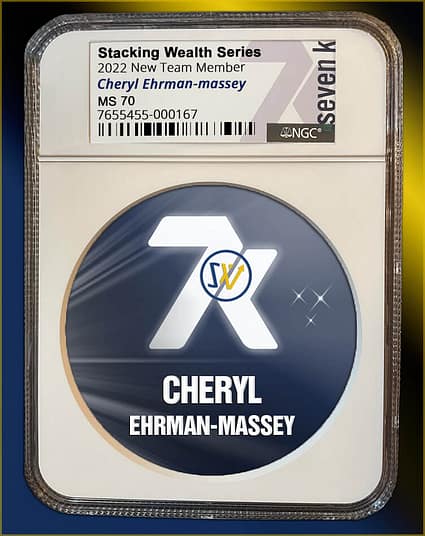 Stacking Wealth Series
2022 New Team Member
Cheryl Ehrman-massey
MS 70
7655455-000167
seven k
NGC®
7k
SW
CHERYL
EHRMAN-MASSEY